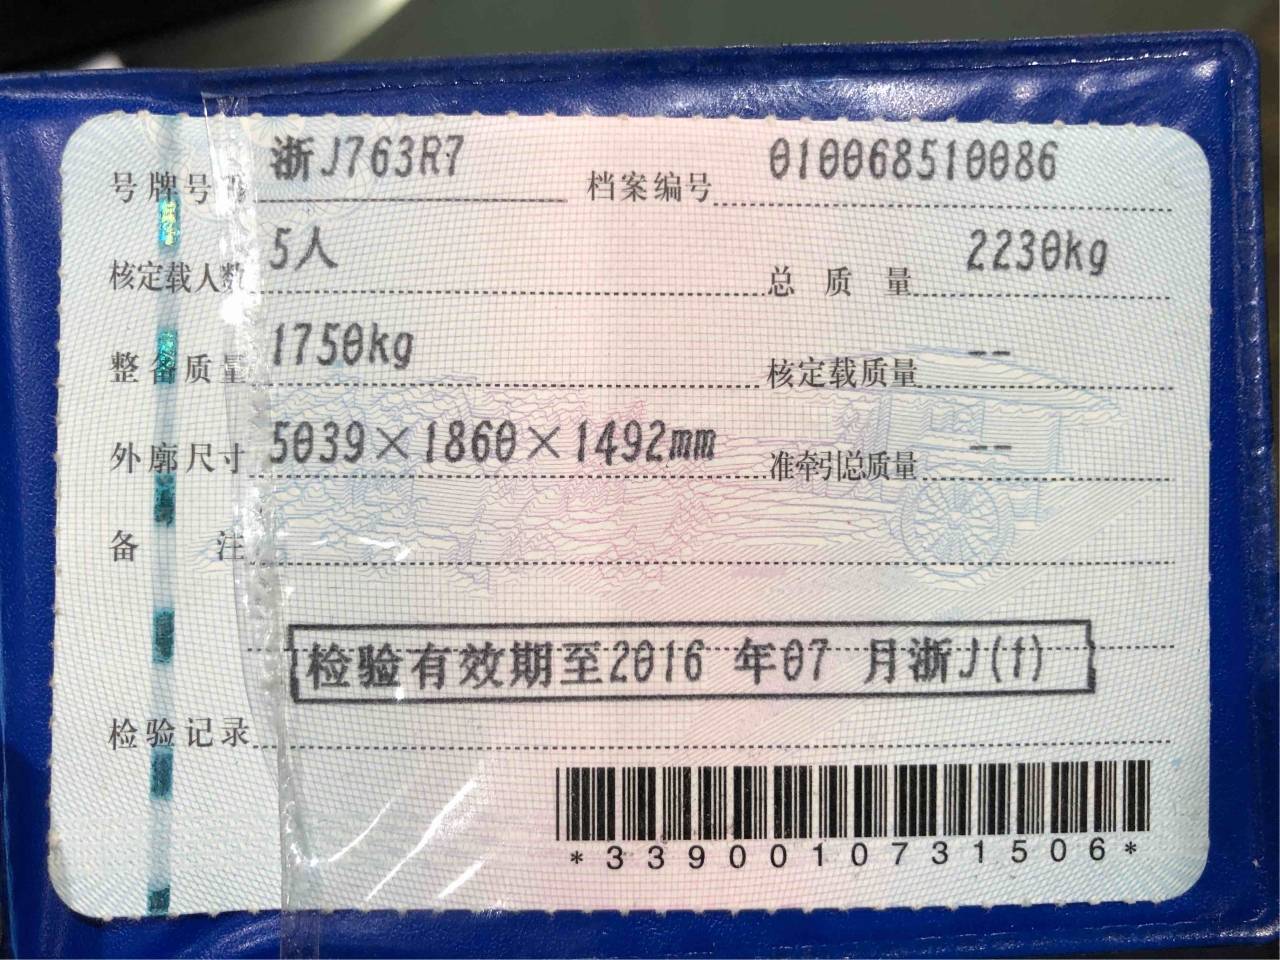 号牌号码 浙J763R7 档案编号 010068510086
核定载人数 5人 总质量 2230kg
整备质量 1750kg 核定载质量 --
外廓尺寸 5039×1860×1492mm 准牵引总质量 --
备注
检验有效期至2016 年07 月浙J(1)
检验记录
*3390010731506*